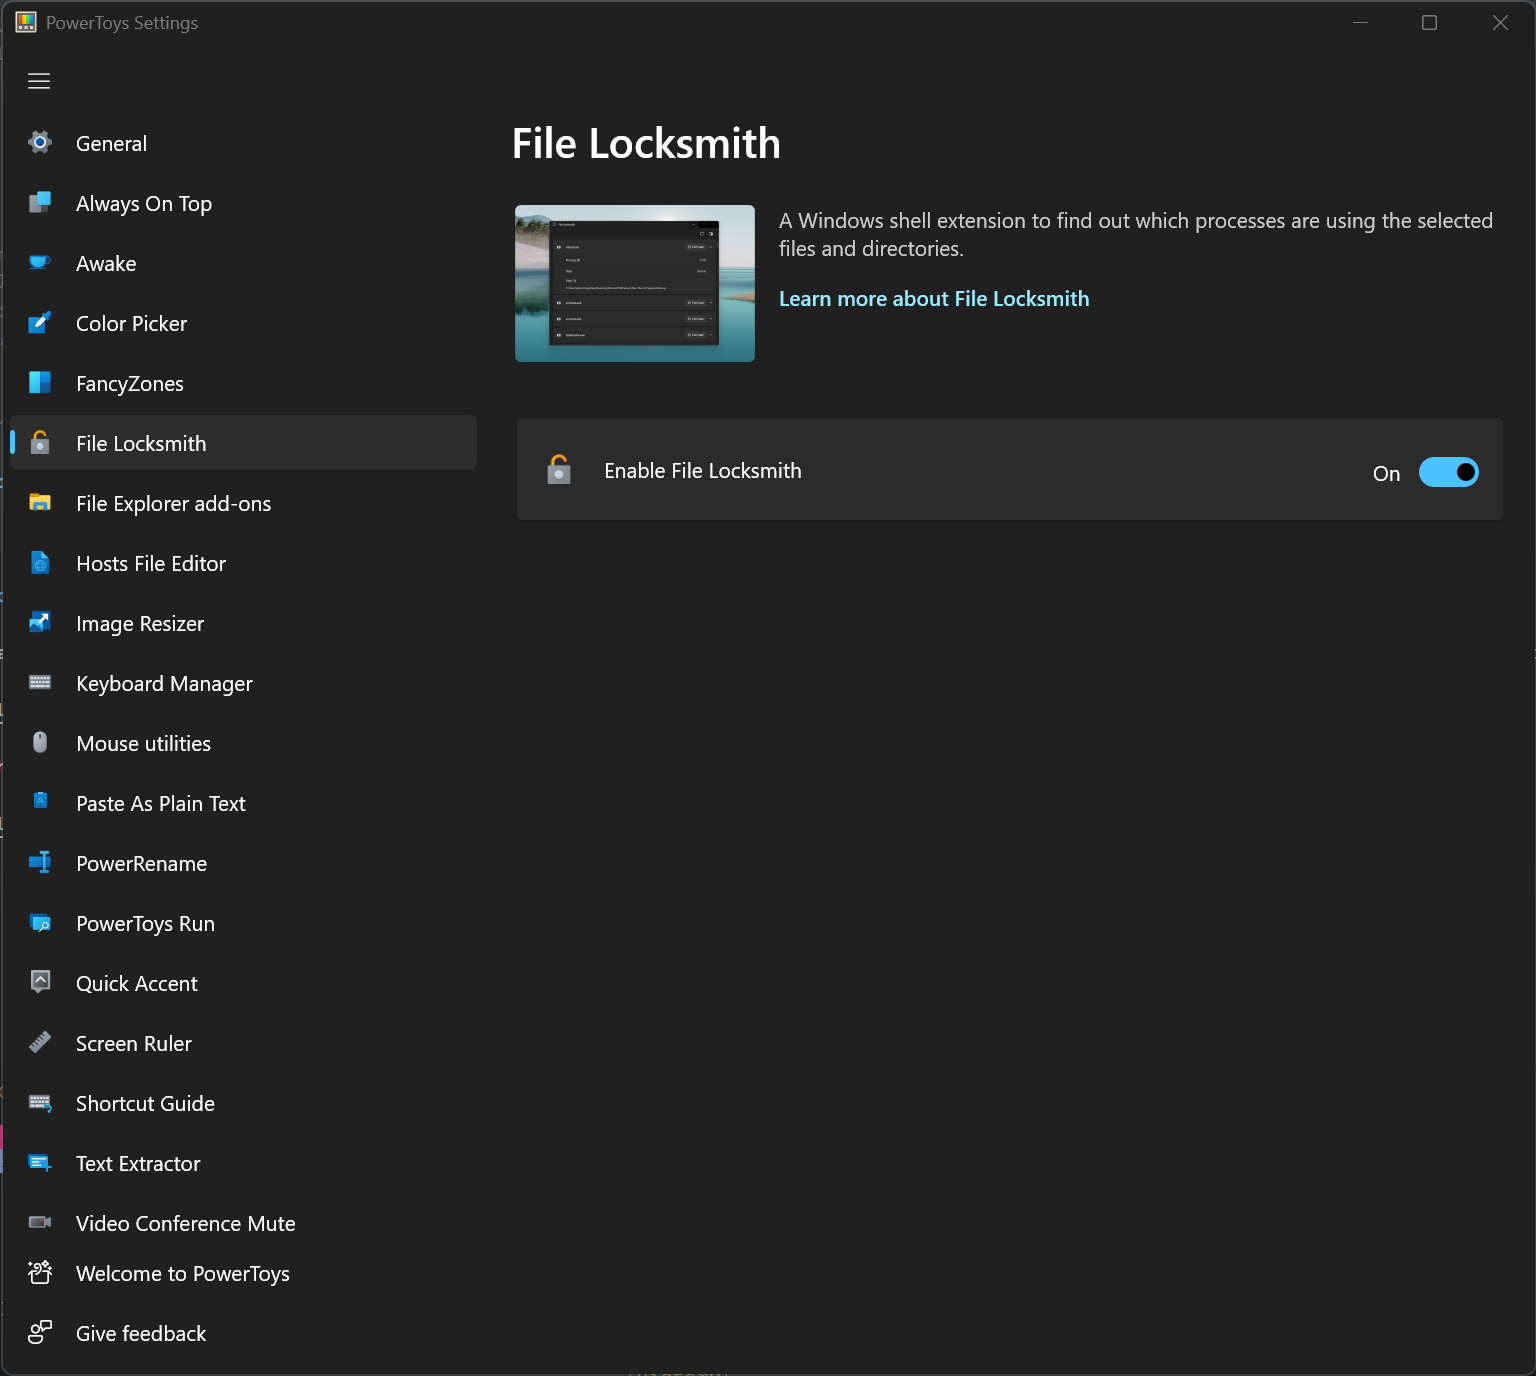 PowerToys Settings
General
Always On Top
Awake
Color Picker
FancyZones
File Locksmith
File Explorer add-ons
Hosts File Editor
Image Resizer
Keyboard Manager
Mouse utilities
Paste As Plain Text
PowerRename
PowerToys Run
Quick Accent
Screen Ruler
Shortcut Guide
Text Extractor
Video Conference Mute
Welcome to PowerToys
Give feedback
File Locksmith
A Windows shell extension to find out which processes are using the selected
files and directories.
Learn more about File Locksmith
Enable File Locksmith
On